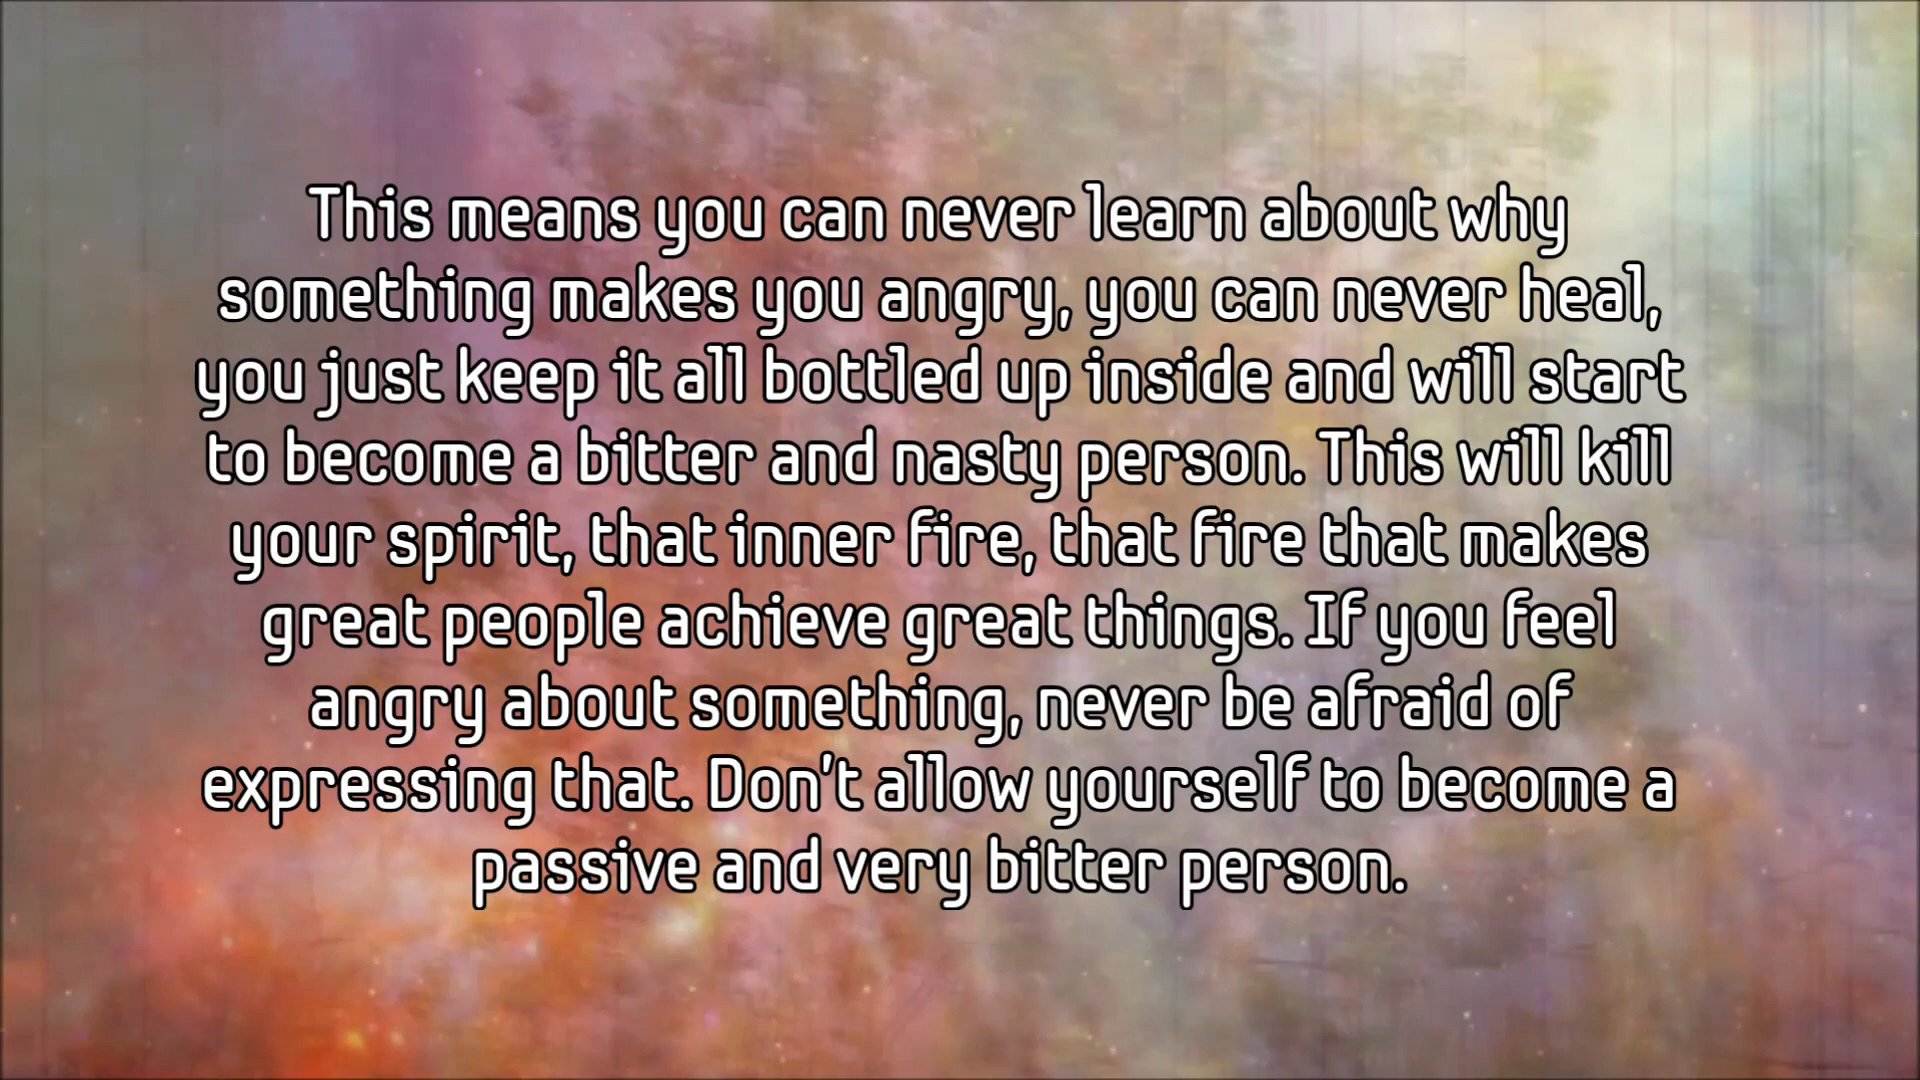 This means you can never learn about why
something makes you angry, you can never heal,
you just keep it all bottled up inside and will start
to become a bitter and nasty person. This will kill
your spirit, that inner fire, that fire that makes
great people achieve great things. If you feel
angry about something, never be afraid of
expressing that. Don't allow yourself to become a
passive and very bitter person.